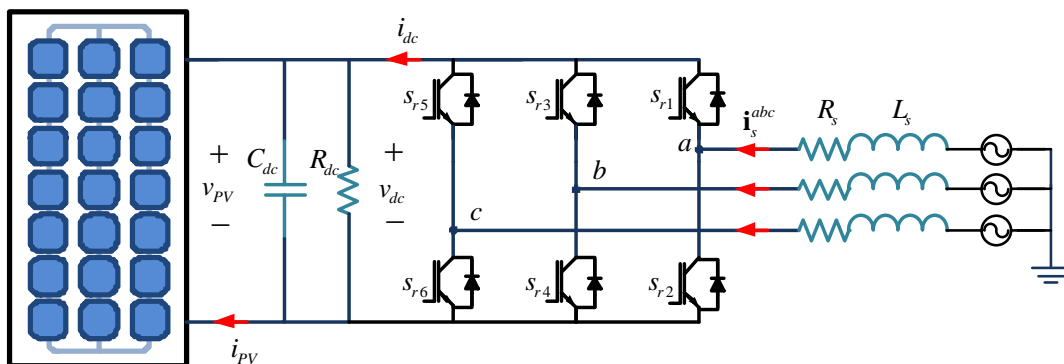 i_dc
s_r5
s_r3
s_r1
i_s^abc
R_s
L_s
a
+
v_PV
−
C_dc
R_dc
+
v_dc
−
b
c
s_r6
s_r4
s_r2
i_PV